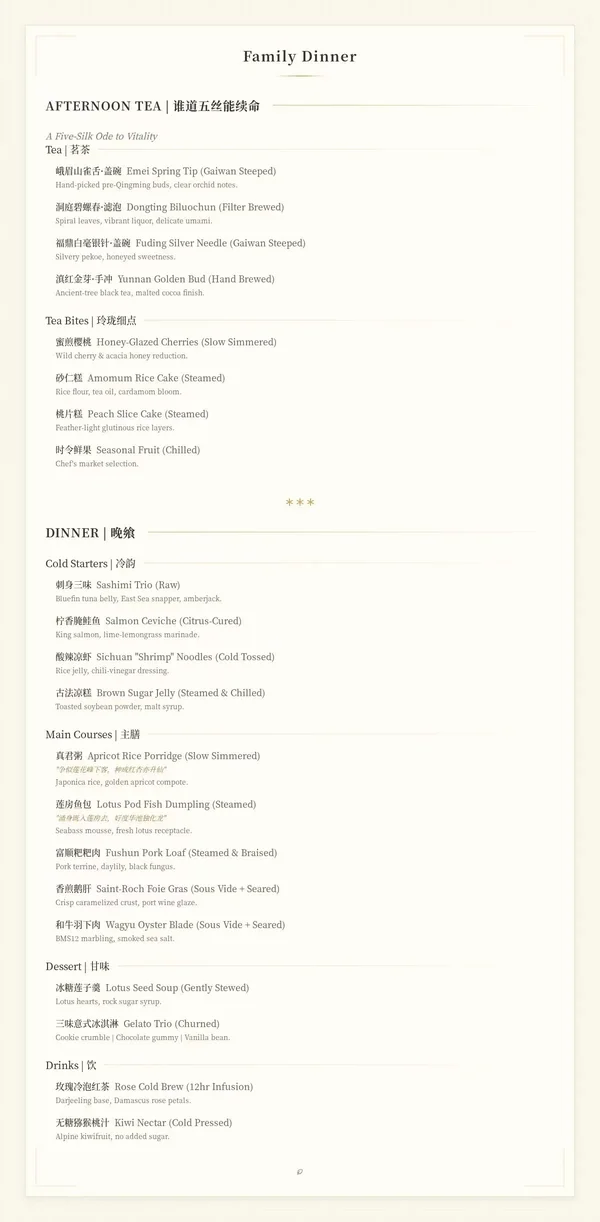 Family Dinner
AFTERNOON TEA | 谁道五丝能续命
A Five-Silk Ode to Vitality
Tea | 茗茶
峨眉山雀舌·盖碗 Emei Spring Tip (Gaiwan Steeped)
Hand-picked pre-Qingming buds, clear orchid notes.
洞庭碧螺春·滤泡 Dongting Biluochun (Filter Brewed)
Spiral leaves, vibrant liquor, delicate umami.
福鼎白毫银针·盖碗 Fuding Silver Needle (Gaiwan Steeped)
Silvery pekoe, honeyed sweetness.
滇红金芽·手冲 Yunnan Golden Bud (Hand Brewed)
Ancient-tree black tea, malted cocoa finish.
Tea Bites | 玲珑细点
蜜煎樱桃 Honey-Glazed Cherries (Slow Simmered)
Wild cherry & acacia honey reduction.
砂仁糕 Amomum Rice Cake (Steamed)
Rice flour, tea oil, cardamom bloom.
桃片糕 Peach Slice Cake (Steamed)
Feather-light glutinous rice layers.
时令鲜果 Seasonal Fruit (Chilled)
Chef's market selection.
***
DINNER | 晚飨
Cold Starters | 冷韵
刺身三味 Sashimi Trio (Raw)
Bluefin tuna belly, East Sea snapper, amberjack.
柠香腌鲑鱼 Salmon Ceviche (Citrus-Cured)
King salmon, lime-lemongrass marinade.
酸辣凉虾 Sichuan "Shrimp" Noodles (Cold Tossed)
Rice jelly, chili-vinegar dressing.
古法凉糕 Brown Sugar Jelly (Steamed & Chilled)
Toasted soybean powder, malt syrup.
Main Courses | 主膳
真君粥 Apricot Rice Porridge (Slow Simmered)
"争似莲花峰下客，种成红杏亦升仙"
Japonica rice, golden apricot compote.
莲房鱼包 Lotus Pod Fish Dumpling (Steamed)
"涌身既入莲房去，好度华池独化龙"
Seabass mousse, fresh lotus receptacle.
富顺粑粑肉 Fushun Pork Loaf (Steamed & Braised)
Pork terrine, daylily, black fungus.
香煎鹅肝 Saint-Roch Foie Gras (Sous Vide + Seared)
Crisp caramelized crust, port wine glaze.
和牛羽下肉 Wagyu Oyster Blade (Sous Vide + Seared)
BMS12 marbling, smoked sea salt.
Dessert | 甘味
冰糖莲子羹 Lotus Seed Soup (Gently Stewed)
Lotus hearts, rock sugar syrup.
三味意式冰淇淋 Gelato Trio (Churned)
Cookie crumble | Chocolate gummy | Vanilla bean.
Drinks | 饮
玫瑰冷泡红茶 Rose Cold Brew (12hr Infusion)
Darjeeling base, Damascus rose petals.
无糖猕猴桃汁 Kiwi Nectar (Cold Pressed)
Alpine kiwifruit, no added sugar.